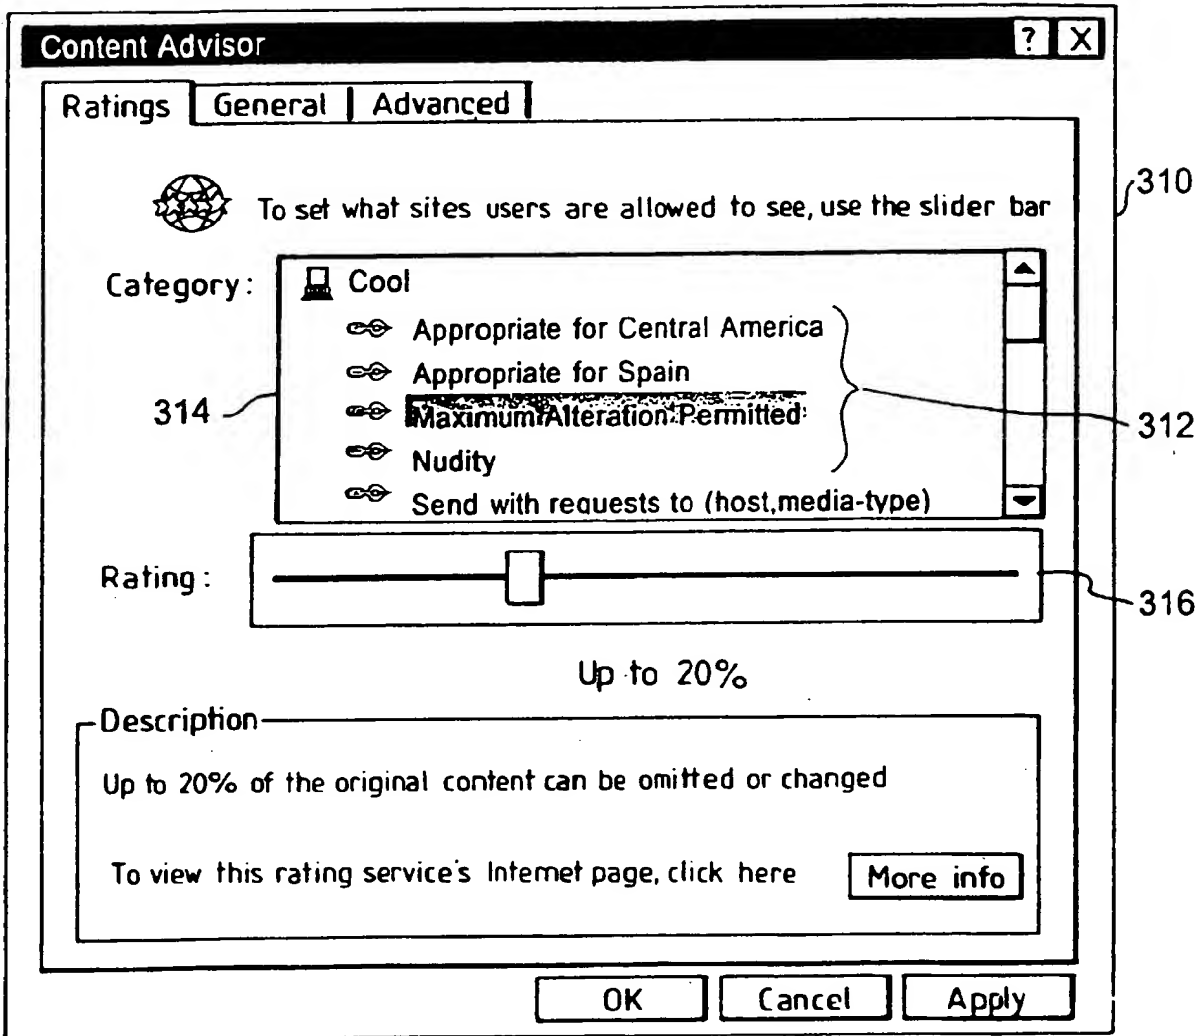 Content Advisor ? X
Ratings General Advanced
310
To set what sites users are allowed to see, use the slider bar
Category: Cool
Appropriate for Central America
Appropriate for Spain
314 Maximum Alteration Permitted 312
Nudity
Send with requests to (host,media-type)
Rating: 316
Up to 20%
Description
Up to 20% of the original content can be omitted or changed
To view this rating service's Internet page, click here More info
OK Cancel Apply